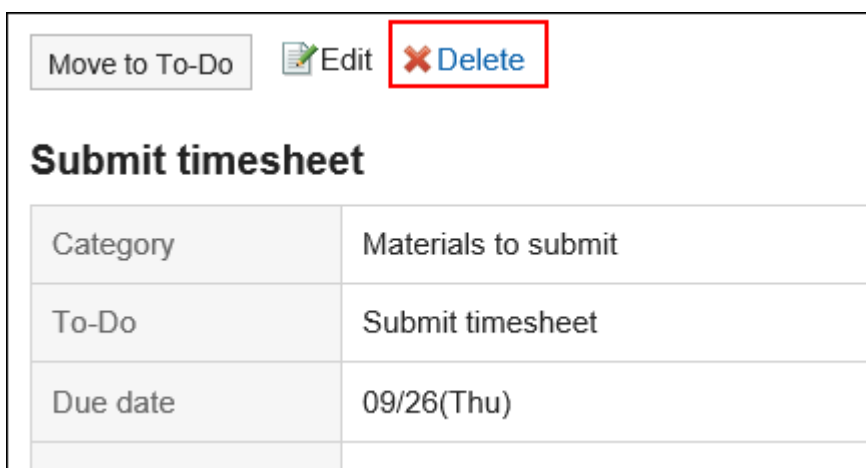 Move to To-Do Edit Delete
Submit timesheet
Category Materials to submit
To-Do Submit timesheet
Due date 09/26(Thu)